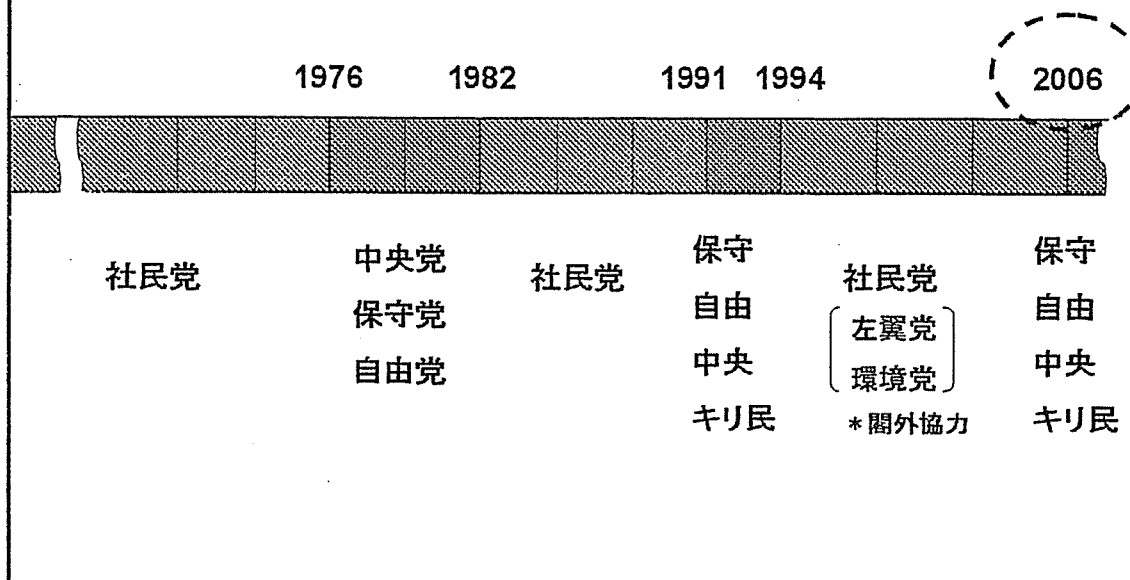 1976 1982 1991 1994 2006
社民党
中央党
保守党
自由党
社民党
保守
自由
中央
キリ民
社民党
左翼党
環境党
*閣外協力
保守
自由
中央
キリ民